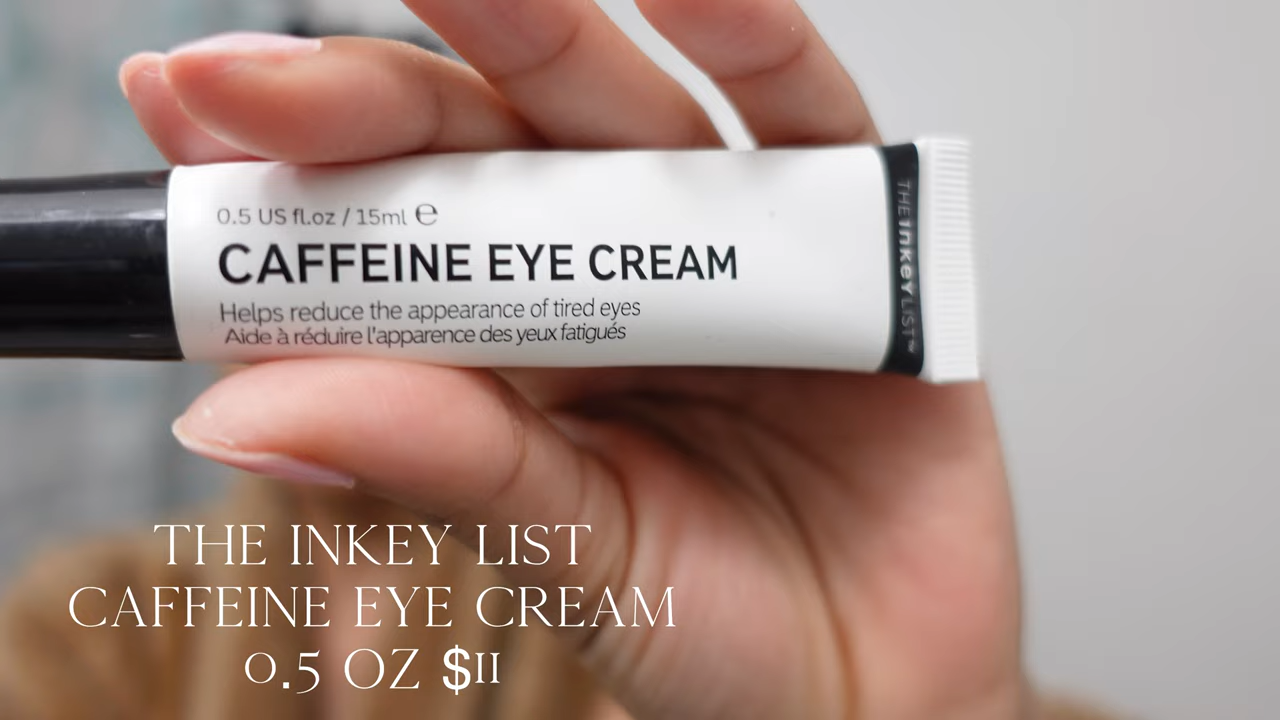 0.5 US fl.oz / 15ml ℮
CAFFEINE EYE CREAM
Helps reduce the appearance of tired eyes
Aide à réduire l'apparence des yeux fatigués
THE INKEY LIST™
THE INKEY LIST
CAFFEINE EYE CREAM
0.5 OZ $11